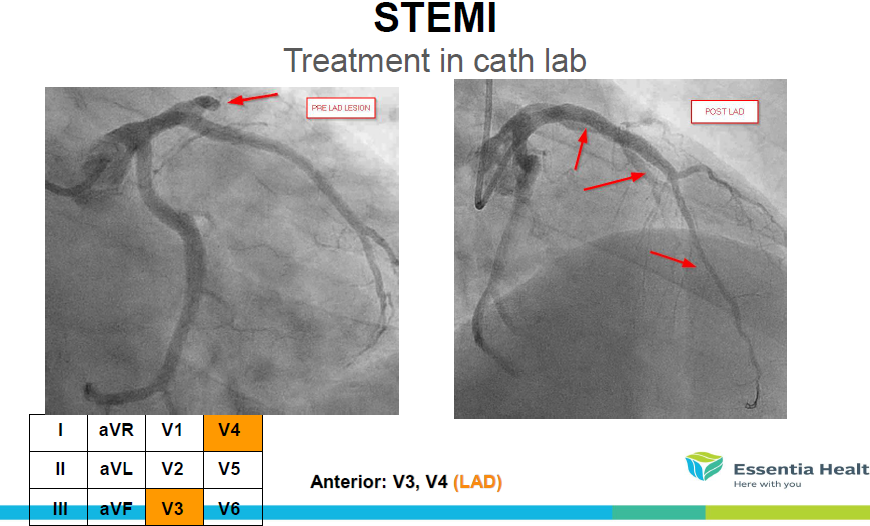 STEMI
Treatment in cath lab
PRE LAD LESION
POST LAD
I aVR V1 V4
II aVL V2 V5
III aVF V3 V6
Anterior: V3, V4 (LAD)
Essentia Healt
Here with you